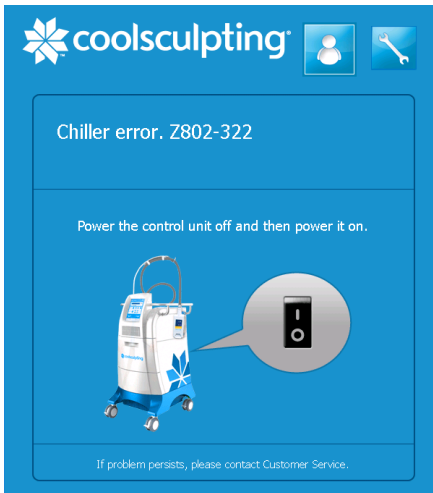 coolsculpting®
Chiller error. Z802-322
Power the control unit off and then power it on.
coolsculpting
If problem persists, please contact Customer Service.